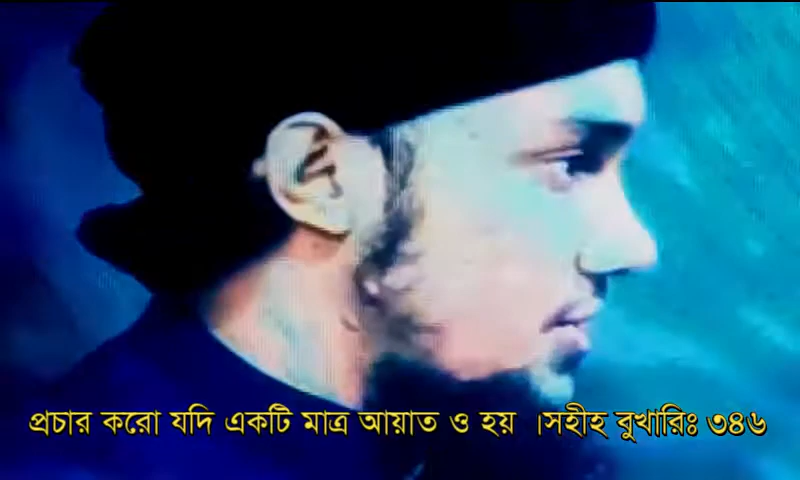 প্রচার করো যদি একটি মাত্র আয়াত ও হয় ।সহীহ বুখারিঃ ৩৪৬